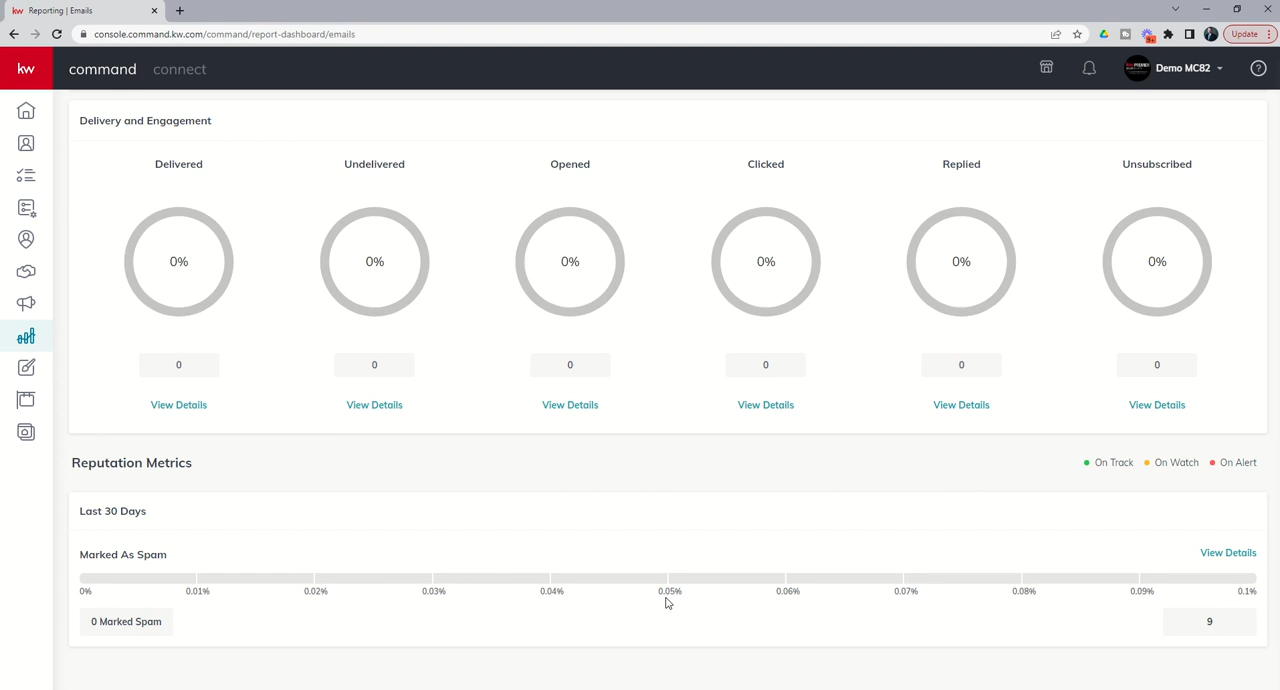 kw Reporting | Emails
console.command.kw.com/command/report-dashboard/emails
9+
Update
kw command connect
Demo MC82
Delivery and Engagement
Delivered Undelivered Opened Clicked Replied Unsubscribed
0% 0% 0% 0% 0% 0%
0 0 0 0 0 0
View Details View Details View Details View Details View Details View Details
Reputation Metrics On Track On Watch On Alert
Last 30 Days
Marked As Spam View Details
0% 0.01% 0.02% 0.03% 0.04% 0.05% 0.06% 0.07% 0.08% 0.09% 0.1%
0 Marked Spam 9